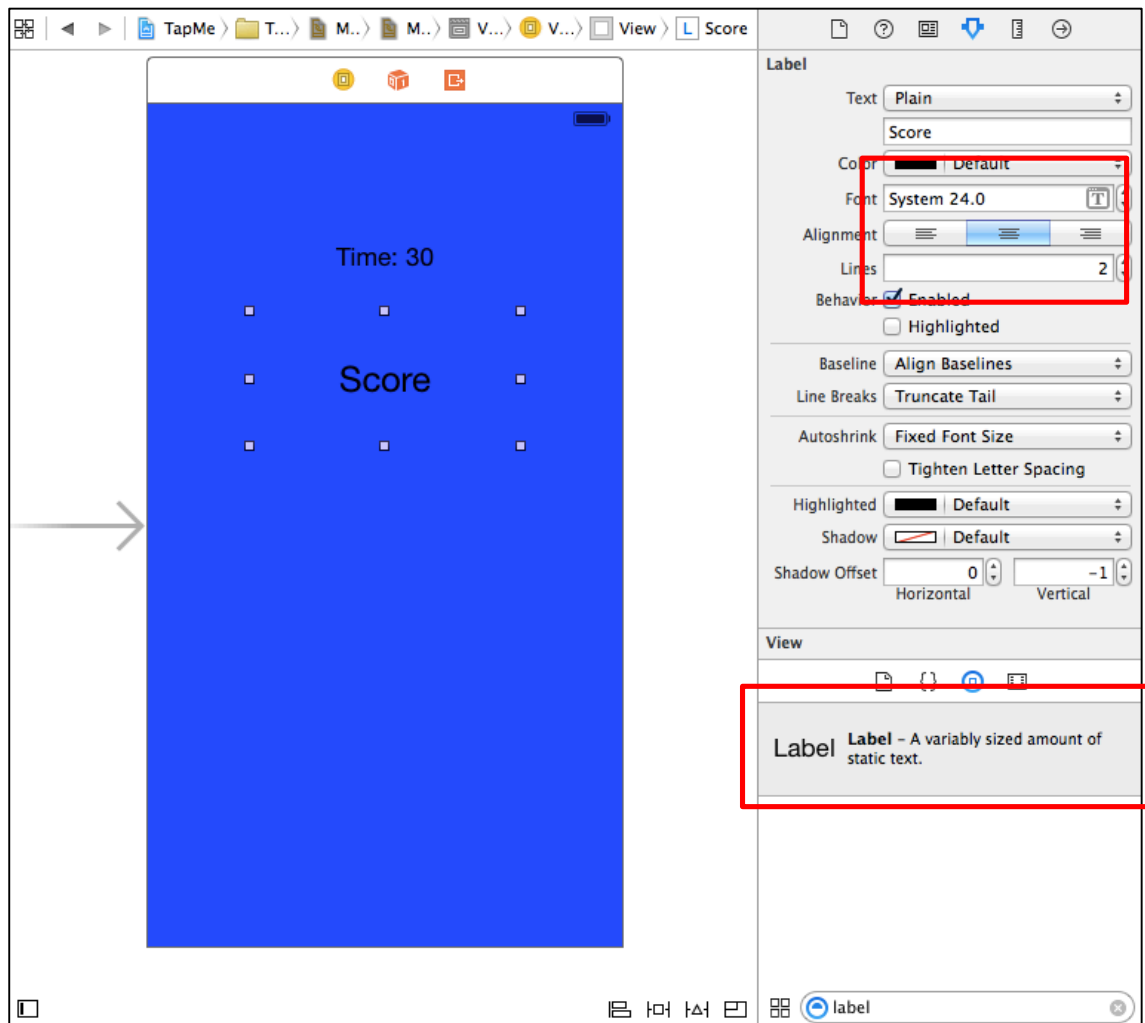 TapMe T...⟩ M..⟩ M..⟩ V...⟩ V...⟩ View L Score
Label
Text Plain
Score
Color Default
Font System 24.0 T
Alignment
Lines 2
Behavior Enabled
Highlighted
Baseline Align Baselines
Line Breaks Truncate Tail
Autoshrink Fixed Font Size
Tighten Letter Spacing
Highlighted Default
Shadow Default
Shadow Offset 0 -1
Horizontal Vertical
View
{}
Label Label – A variably sized amount of
static text.
label
Time: 30
Score